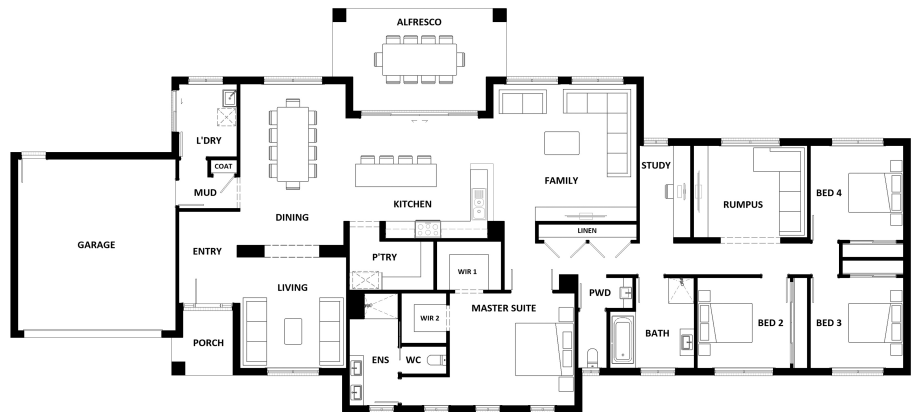 ALFRESCO
L'DRY
COAT
MUD
DINING
KITCHEN
FAMILY
STUDY
RUMPUS
BED 4
GARAGE
ENTRY
LINEN
P'TRY
WIR 1
LIVING
PWD
MASTER SUITE
WIR 2
BED 2
BED 3
BATH
PORCH
ENS
WC